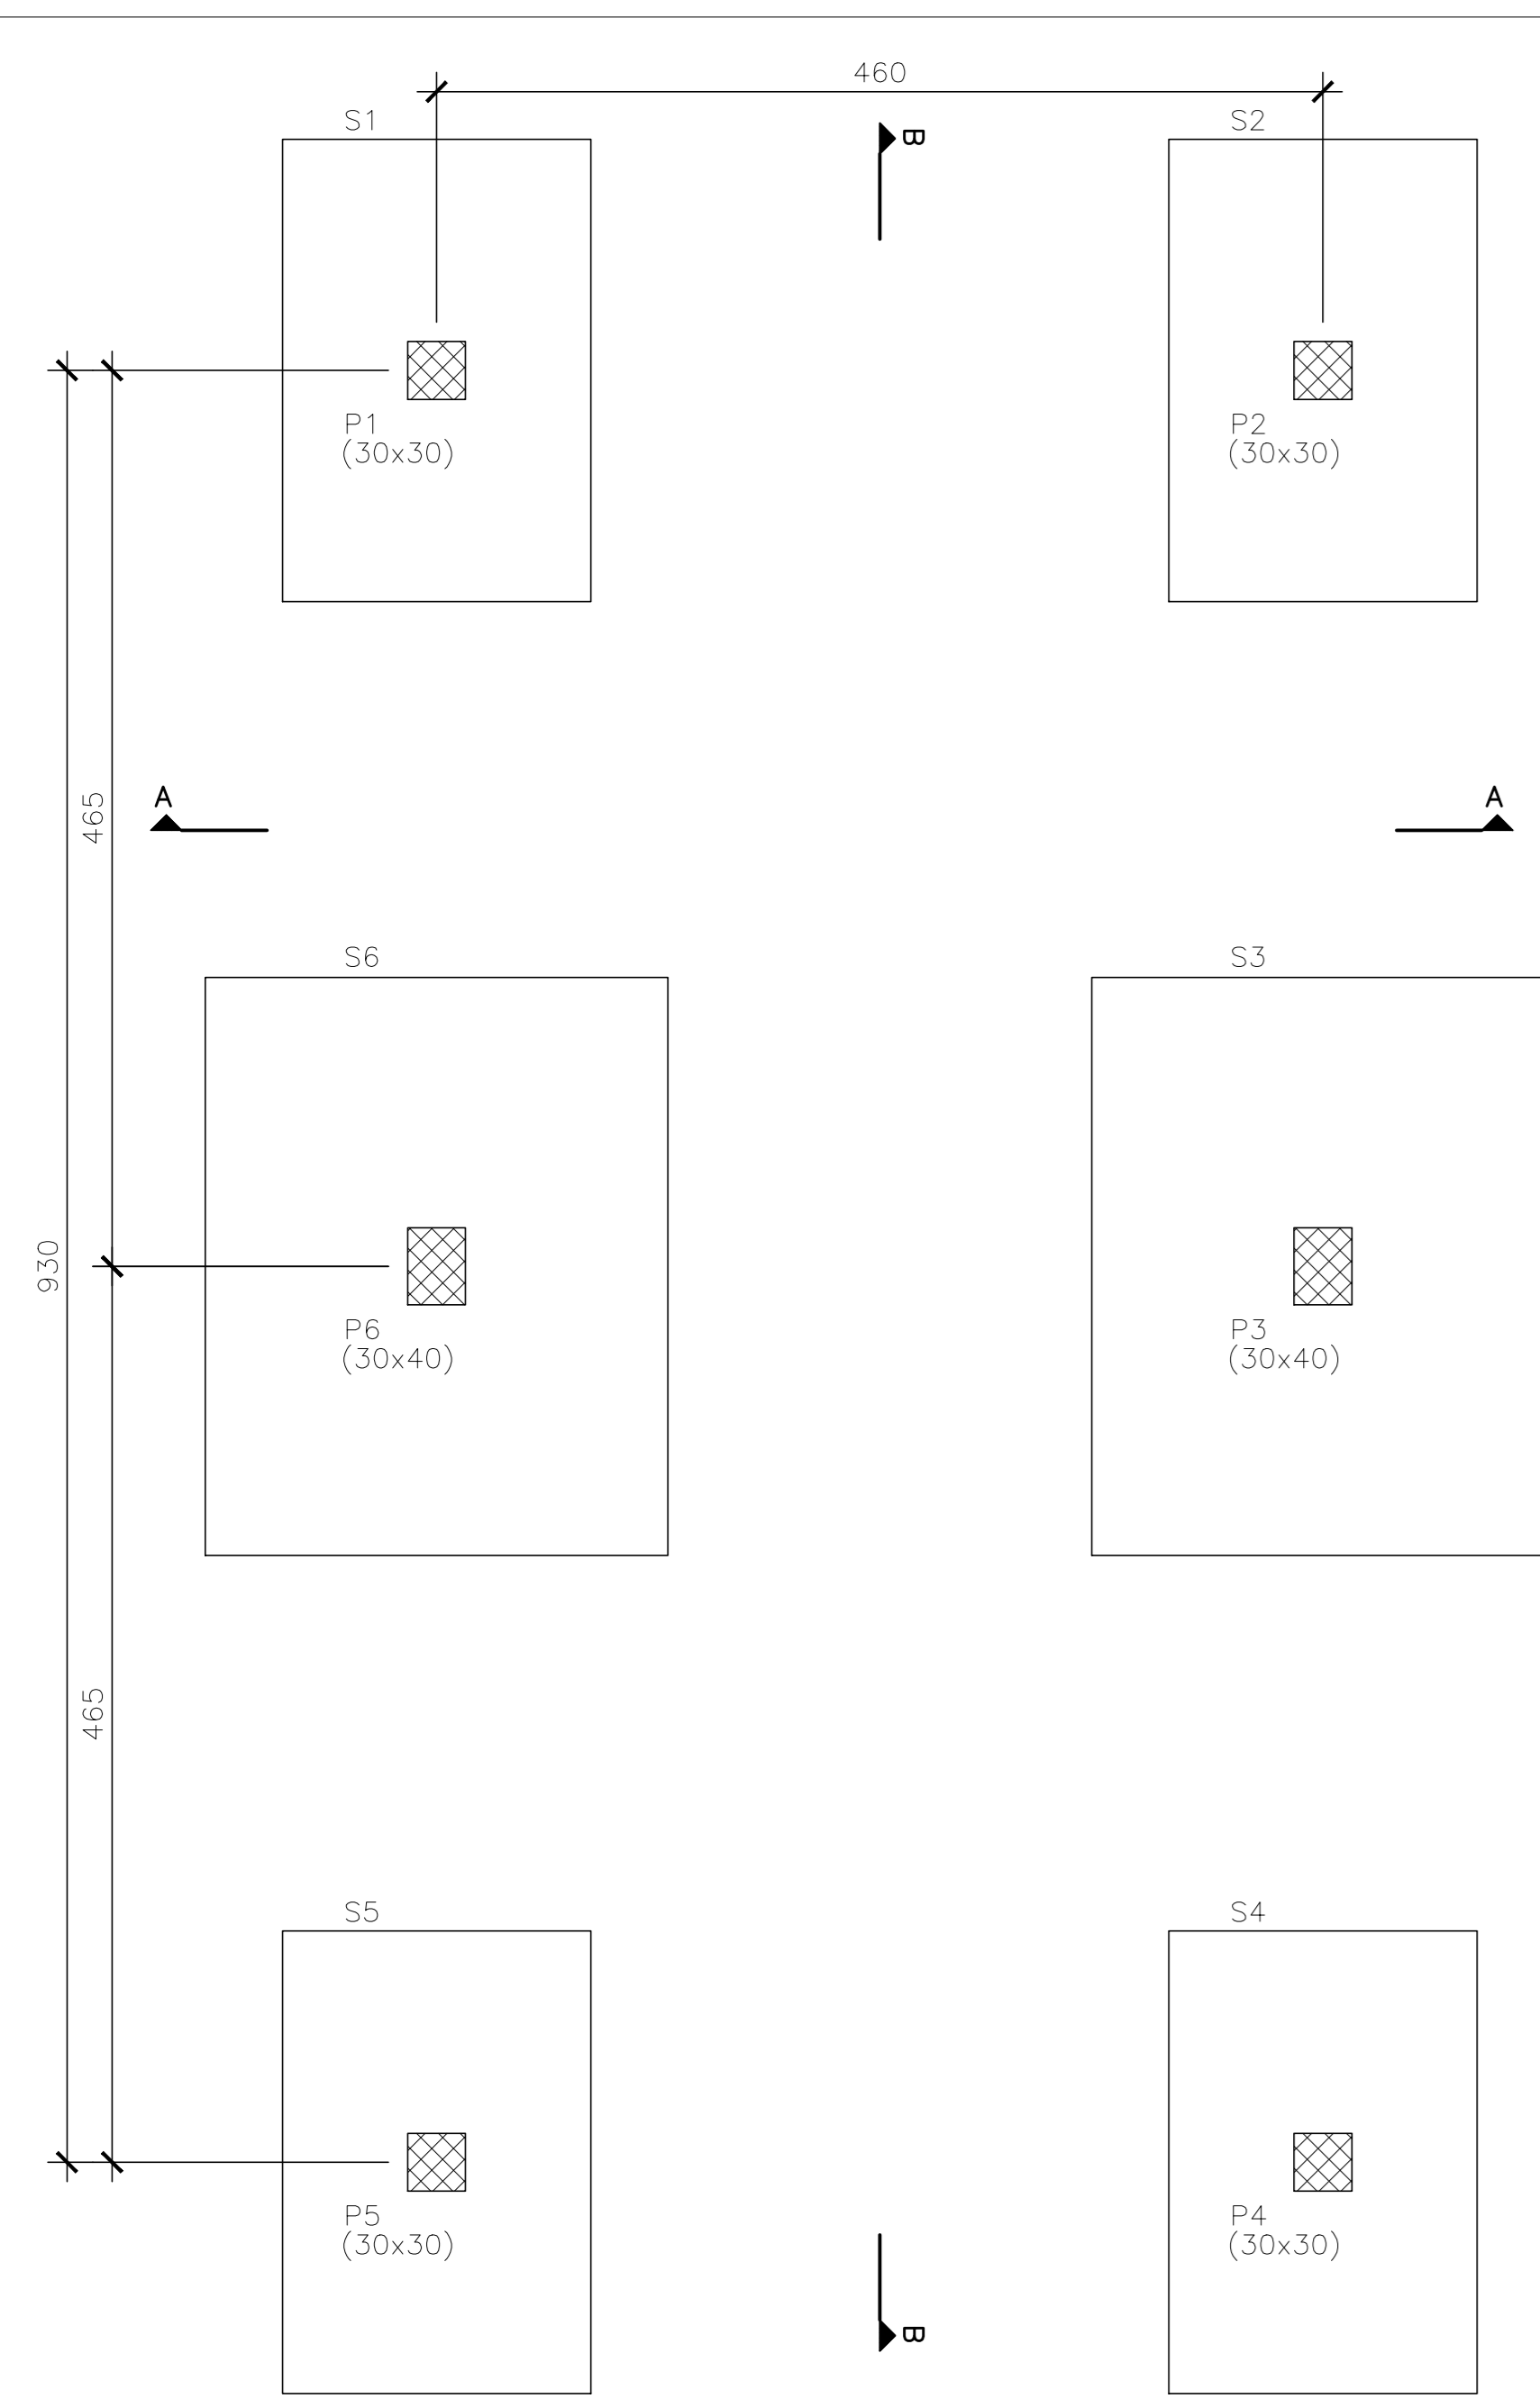 460
S1
S2
B
P1
(30x30)
P2
(30x30)
465
A
A
S6
S3
930
P6
(30x40)
P3
(30x40)
465
S5
S4
P5
(30x30)
P4
(30x30)
B